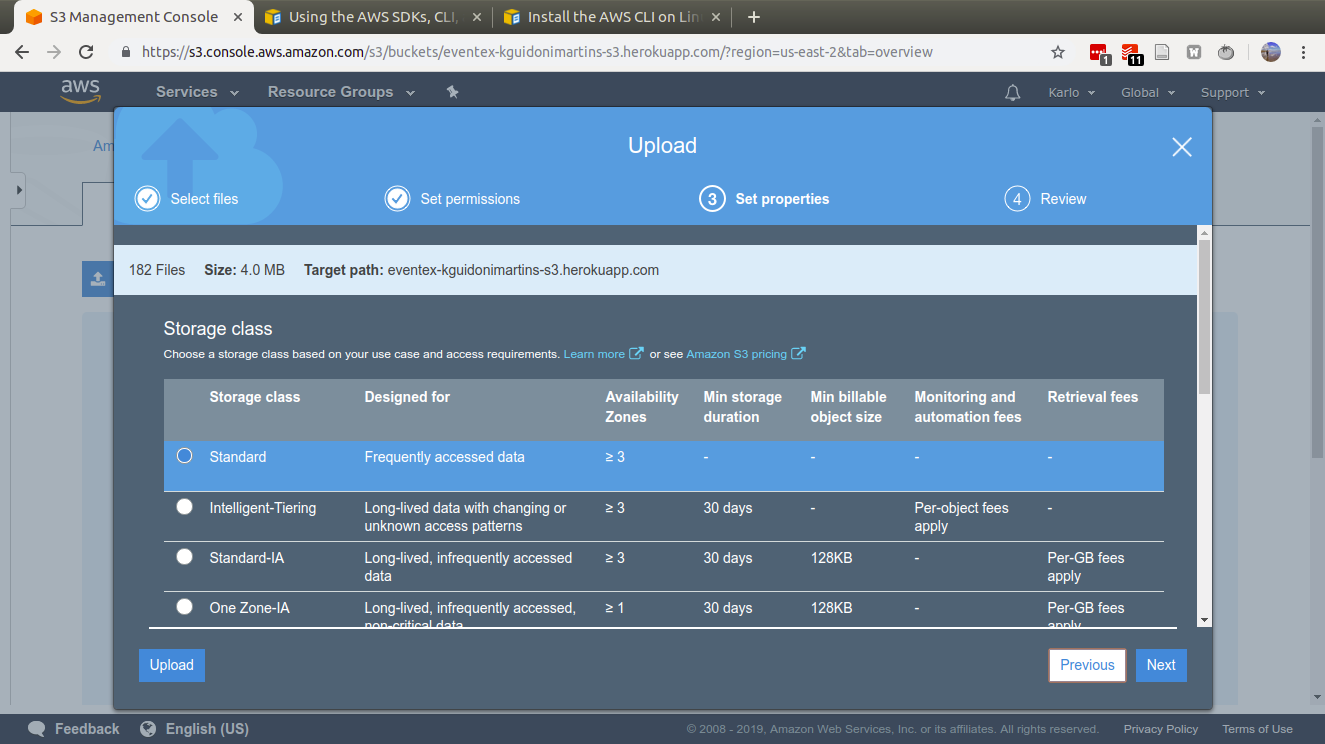 S3 Management Console
Using the AWS SDKs, CLI,
Install the AWS CLI on Lin
https://s3.console.aws.amazon.com/s3/buckets/eventex-kguidonimartins-s3.herokuapp.com/?region=us-east-2&tab=overview
1
11
W
aws
Services
Resource Groups
Karlo
Global
Support
Am
Upload
Select files
Set permissions
3 Set properties
4 Review
182 Files Size: 4.0 MB Target path: eventex-kguidonimartins-s3.herokuapp.com
Storage class
Choose a storage class based on your use case and access requirements. Learn more or see Amazon S3 pricing
Storage class Designed for Availability Zones Min storage duration Min billable object size Monitoring and automation fees Retrieval fees
Standard Frequently accessed data ≥ 3 - - - -
Intelligent-Tiering Long-lived data with changing or unknown access patterns ≥ 3 30 days - Per-object fees apply -
Standard-IA Long-lived, infrequently accessed data ≥ 3 30 days 128KB - Per-GB fees apply
One Zone-IA Long-lived, infrequently accessed, non-critical data ≥ 1 30 days 128KB - Per-GB fees apply
Upload
Previous
Next
Feedback
English (US)
© 2008 - 2019, Amazon Web Services, Inc. or its affiliates. All rights reserved.
Privacy Policy
Terms of Use